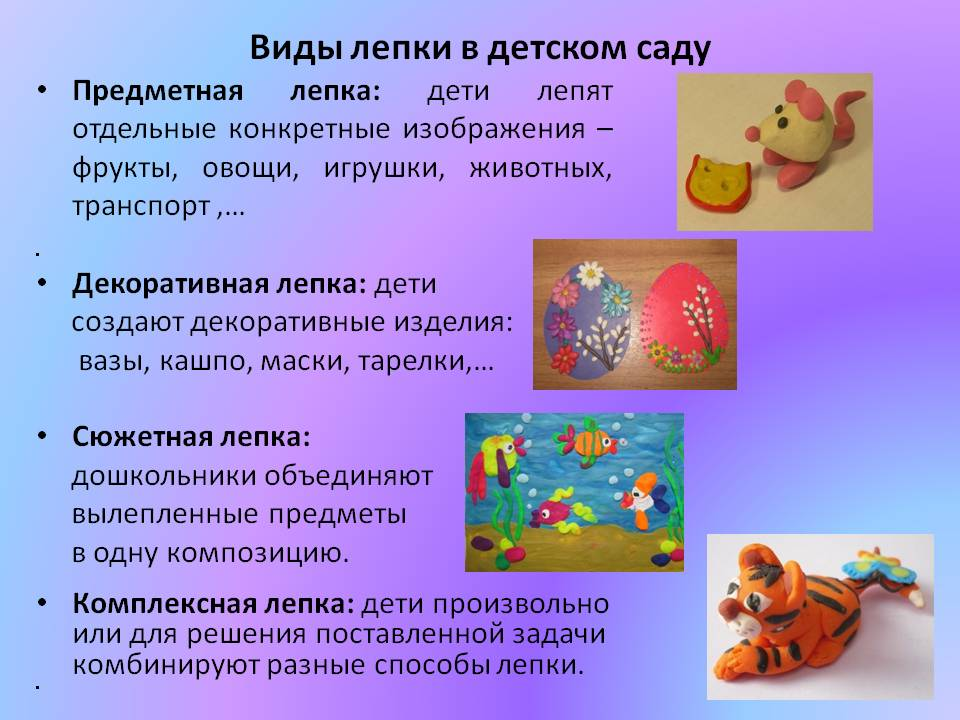 Виды лепки в детском саду
• Предметная лепка: дети лепят
отдельные конкретные изображения –
фрукты, овощи, игрушки, животных,
транспорт ,…
.
• Декоративная лепка: дети
создают декоративные изделия:
вазы, кашпо, маски, тарелки,…
• Сюжетная лепка:
дошкольники объединяют
вылепленные предметы
в одну композицию.
• Комплексная лепка: дети произвольно
или для решения поставленной задачи
комбинируют разные способы лепки.
.